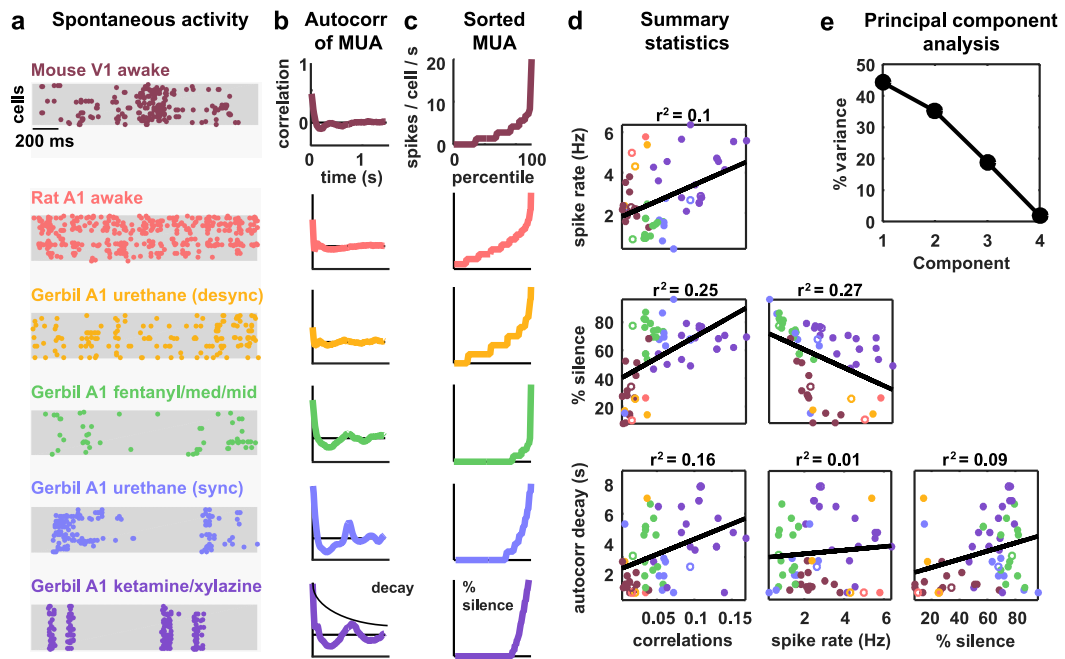 a Spontaneous activity
b Autocorr of MUA
c Sorted MUA
d Summary statistics
e Principal component analysis
Mouse V1 awake
cells
200 ms
Rat A1 awake
Gerbil A1 urethane (desync)
Gerbil A1 fentanyl/med/mid
Gerbil A1 urethane (sync)
Gerbil A1 ketamine/xylazine
correlation
1
0
0 1
time (s)
decay
spikes / cell / s
20
10
0
0 100
percentile
%
silence
r² = 0.1
spike rate (Hz)
6
4
2
r² = 0.25
% silence
80
60
40
20
r² = 0.27
r² = 0.16
autocorr decay (s)
8
6
4
2
0.05 0.11 0.17
correlations
r² = 0.01
2 4 6
spike rate (Hz)
r² = 0.09
20 40 60 80
% silence
% variance
50
40
30
20
10
0
1 2 3 4
Component